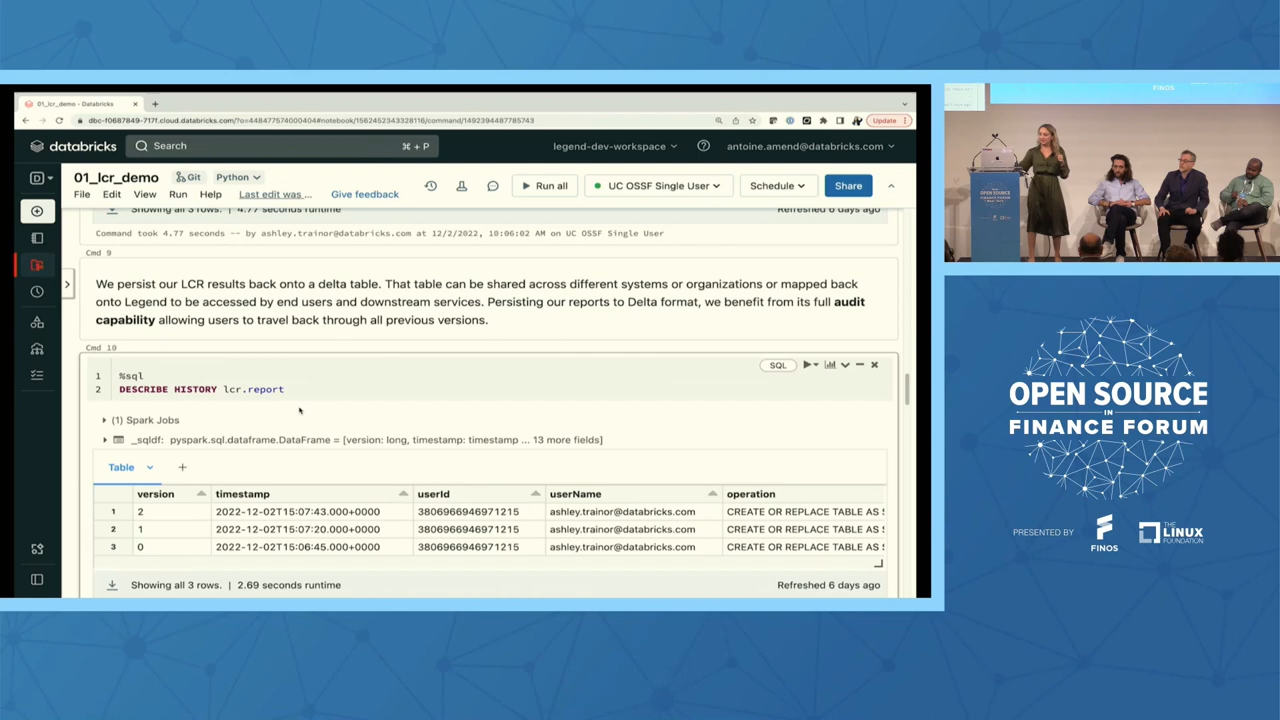 01_lcr_demo - Databricks
dbc-f0687849-717f.cloud.databricks.com/?o=448477574000404#notebook/1562452343328116/command/1492394487785743
Update
databricks
Search
⌘ + P
legend-dev-workspace
antoine.amend@databricks.com
01_lcr_demo
Git
Python
File Edit View Run Help Last edit was ... Give feedback
Run all
UC OSSF Single User
Schedule
Share
Showing all 3 rows. | 4.77 seconds runtime
Refreshed 6 days ago
Command took 4.77 seconds -- by ashley.trainor@databricks.com at 12/2/2022, 10:06:02 AM on UC OSSF Single User
Cmd 9
We persist our LCR results back onto a delta table. That table can be shared across different systems or organizations or mapped back
onto Legend to be accessed by end users and downstream services. Persisting our reports to Delta format, we benefit from its full audit
capability allowing users to travel back through all previous versions.
Cmd 10
SQL
1 %sql
2 DESCRIBE HISTORY lcr.report
(1) Spark Jobs
_sqldf: pyspark.sql.dataframe.DataFrame = [version: long, timestamp: timestamp ... 13 more fields]
Table +
version timestamp userId userName operation
1 2 2022-12-02T15:07:43.000+0000 3806966946971215 ashley.trainor@databricks.com CREATE OR REPLACE TABLE AS S
2 1 2022-12-02T15:07:20.000+0000 3806966946971215 ashley.trainor@databricks.com CREATE OR REPLACE TABLE AS S
3 0 2022-12-02T15:06:45.000+0000 3806966946971215 ashley.trainor@databricks.com CREATE OR REPLACE TABLE AS S
Showing all 3 rows. | 2.69 seconds runtime
Refreshed 6 days ago
FINOS
OPEN SOURCE
IN
FINANCE FORUM
OPEN SOURCE
IN
FINANCE FORUM
PRESENTED BY
FINOS
THE
LINUX
FOUNDATION